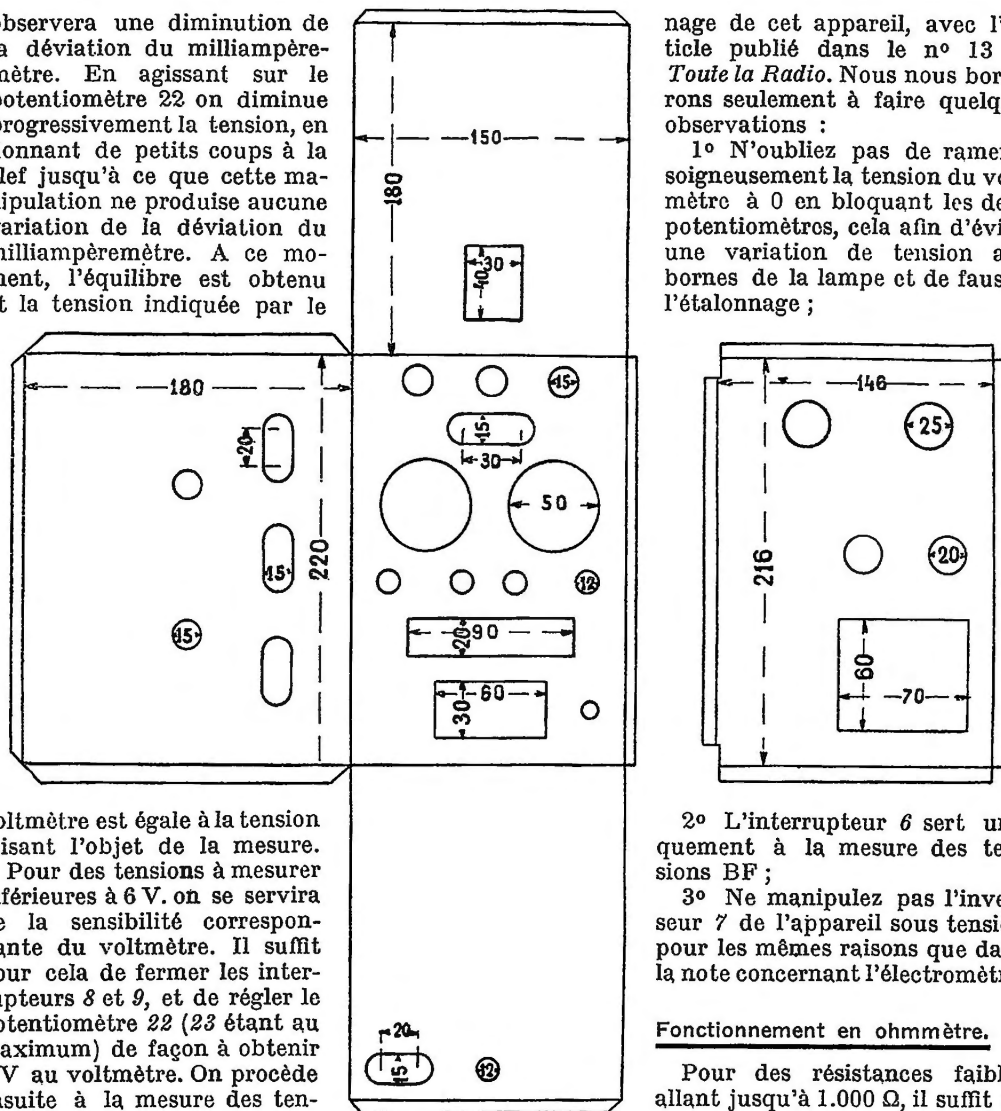 observera une diminution de
la déviation du milliampère-
mètre. En agissant sur le
potentiomètre 22 on diminue
progressivement la tension, en
donnant de petits coups à la
clef jusqu'à ce que cette ma-
nipulation ne produise aucune
variation de la déviation du
milliampèremètre. A ce mo-
ment, l'équilibre est obtenu
et la tension indiquée par le
voltmètre est égale à la tension
faisant l'objet de la mesure.
Pour des tensions à mesurer
inférieures à 6 V. on se servira
de la sensibilité correspon-
dante du voltmètre. Il suffit
pour cela de fermer les inter-
rupteurs 8 et 9, et de régler le
potentiomètre 22 (23 étant au
maximum) de façon à obtenir
V au voltmètre. On procède
ensuite à la mesure des ten-
180
150
40
30
180
20
15
15
220
15
15
30
50
12
20
90
60
30
20
15
12
nage de cet appareil, avec l'
ticle publié dans le nº 13
Toute la Radio. Nous nous bor
rons seulement à faire quelq
observations :
1º N'oubliez pas de rame
soigneusement la tension du vo
mètre à 0 en bloquant les de
potentiomètres, cela afin d'évi
une variation de tension a
bornes de la lampe et de faus
l'étalonnage ;
146
25
216
20
60
70
2º L'interrupteur 6 sert un
quement à la mesure des te
sions BF ;
3º Ne manipulez pas l'inve
seur 7 de l'appareil sous tensi
pour les mêmes raisons que da
la note concernant l'électromètr
Fonctionnement en ohmmètre.
Pour des résistances faibl
allant jusqu'à 1.000 Ω, il suffit